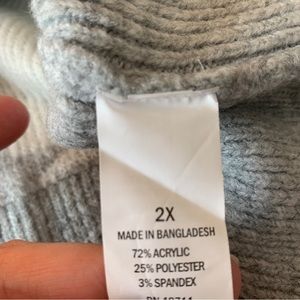 2X
MADE IN BANGLADESH
72% ACRYLIC
25% POLYESTER
3% SPANDEX